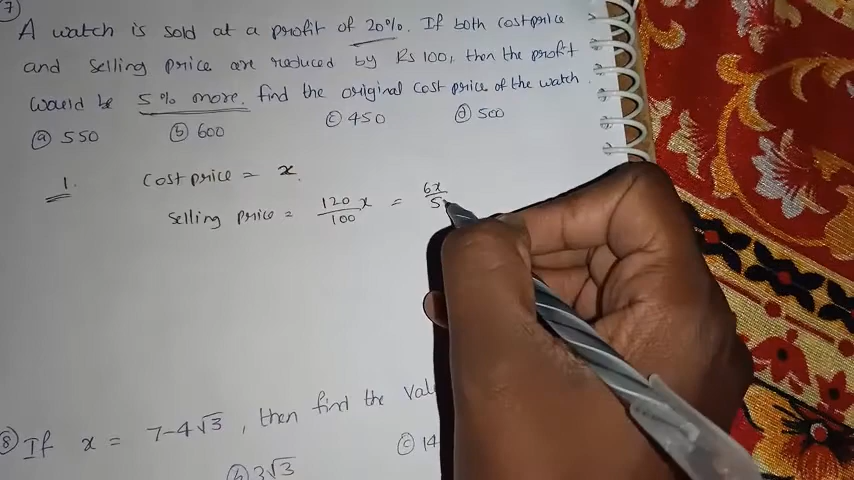 7
A watch is sold at a profit of 20%. If both cost price
and selling price are reduced by Rs 100, then the profit
would be 5% more. find the original cost price of the watch.
(a) 550 (b) 600 (c) 450 (d) 500
1. Cost price = x.
Selling price = 120/100 x = 6x/5
8 If x = 7-4√3, then find the
(b) 3√3 (c) 14